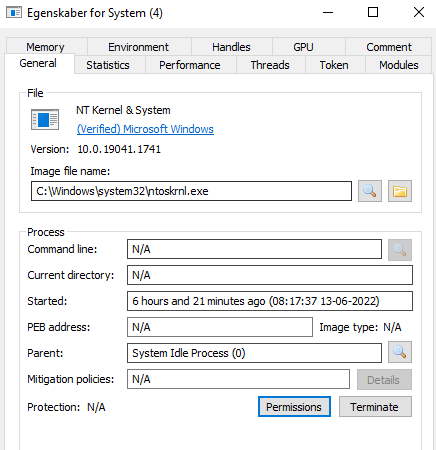 Egenskaber for System (4)
Memory Environment Handles GPU Comment
General Statistics Performance Threads Token Modules
File
NT Kernel & System
(Verified) Microsoft Windows
Version: 10.0.19041.1741
Image file name:
C:\Windows\system32\ntoskrnl.exe
Process
Command line: N/A
Current directory: N/A
Started: 6 hours and 21 minutes ago (08:17:37 13-06-2022)
PEB address: N/A Image type: N/A
Parent: System Idle Process (0)
Mitigation policies: N/A Details
Protection: N/A Permissions Terminate